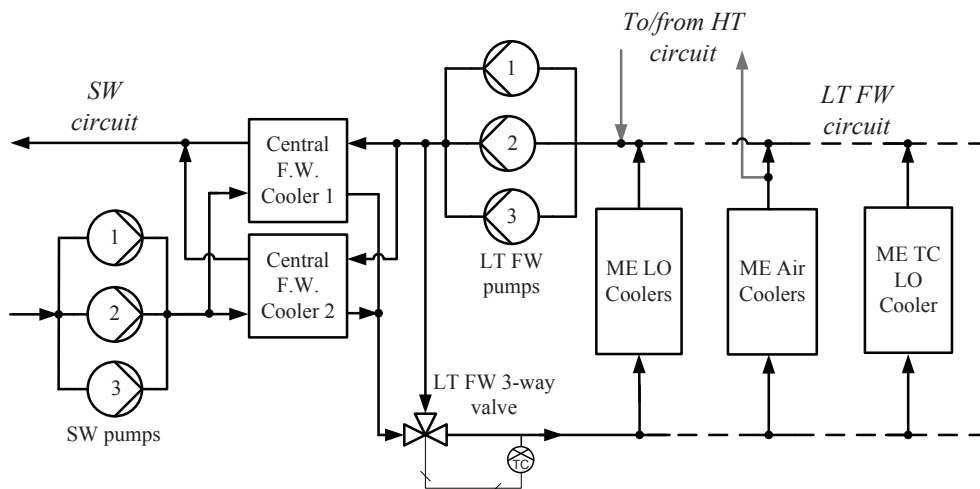 To/from HT
circuit
SW
circuit
LT FW
circuit
1
2
3
LT FW
pumps
Central
F.W.
Cooler 1
Central
F.W.
Cooler 2
1
2
3
SW pumps
ME LO
Coolers
ME Air
Coolers
ME TC
LO
Cooler
LT FW 3-way
valve
TC